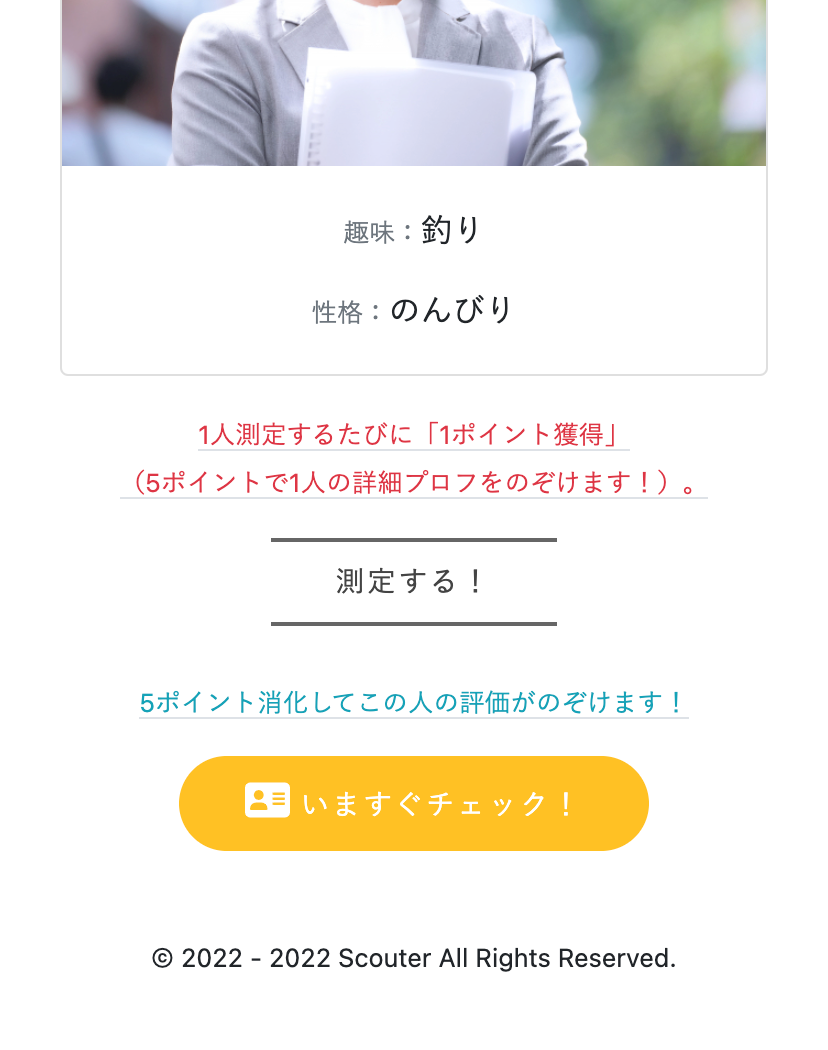 趣味：釣り
性格：のんびり
1人測定するたびに「1ポイント獲得」
（5ポイントで1人の詳細プロフをのぞけます！）。
測定する！
5ポイント消化してこの人の評価がのぞけます！
いますぐチェック！
© 2022 - 2022 Scouter All Rights Reserved.